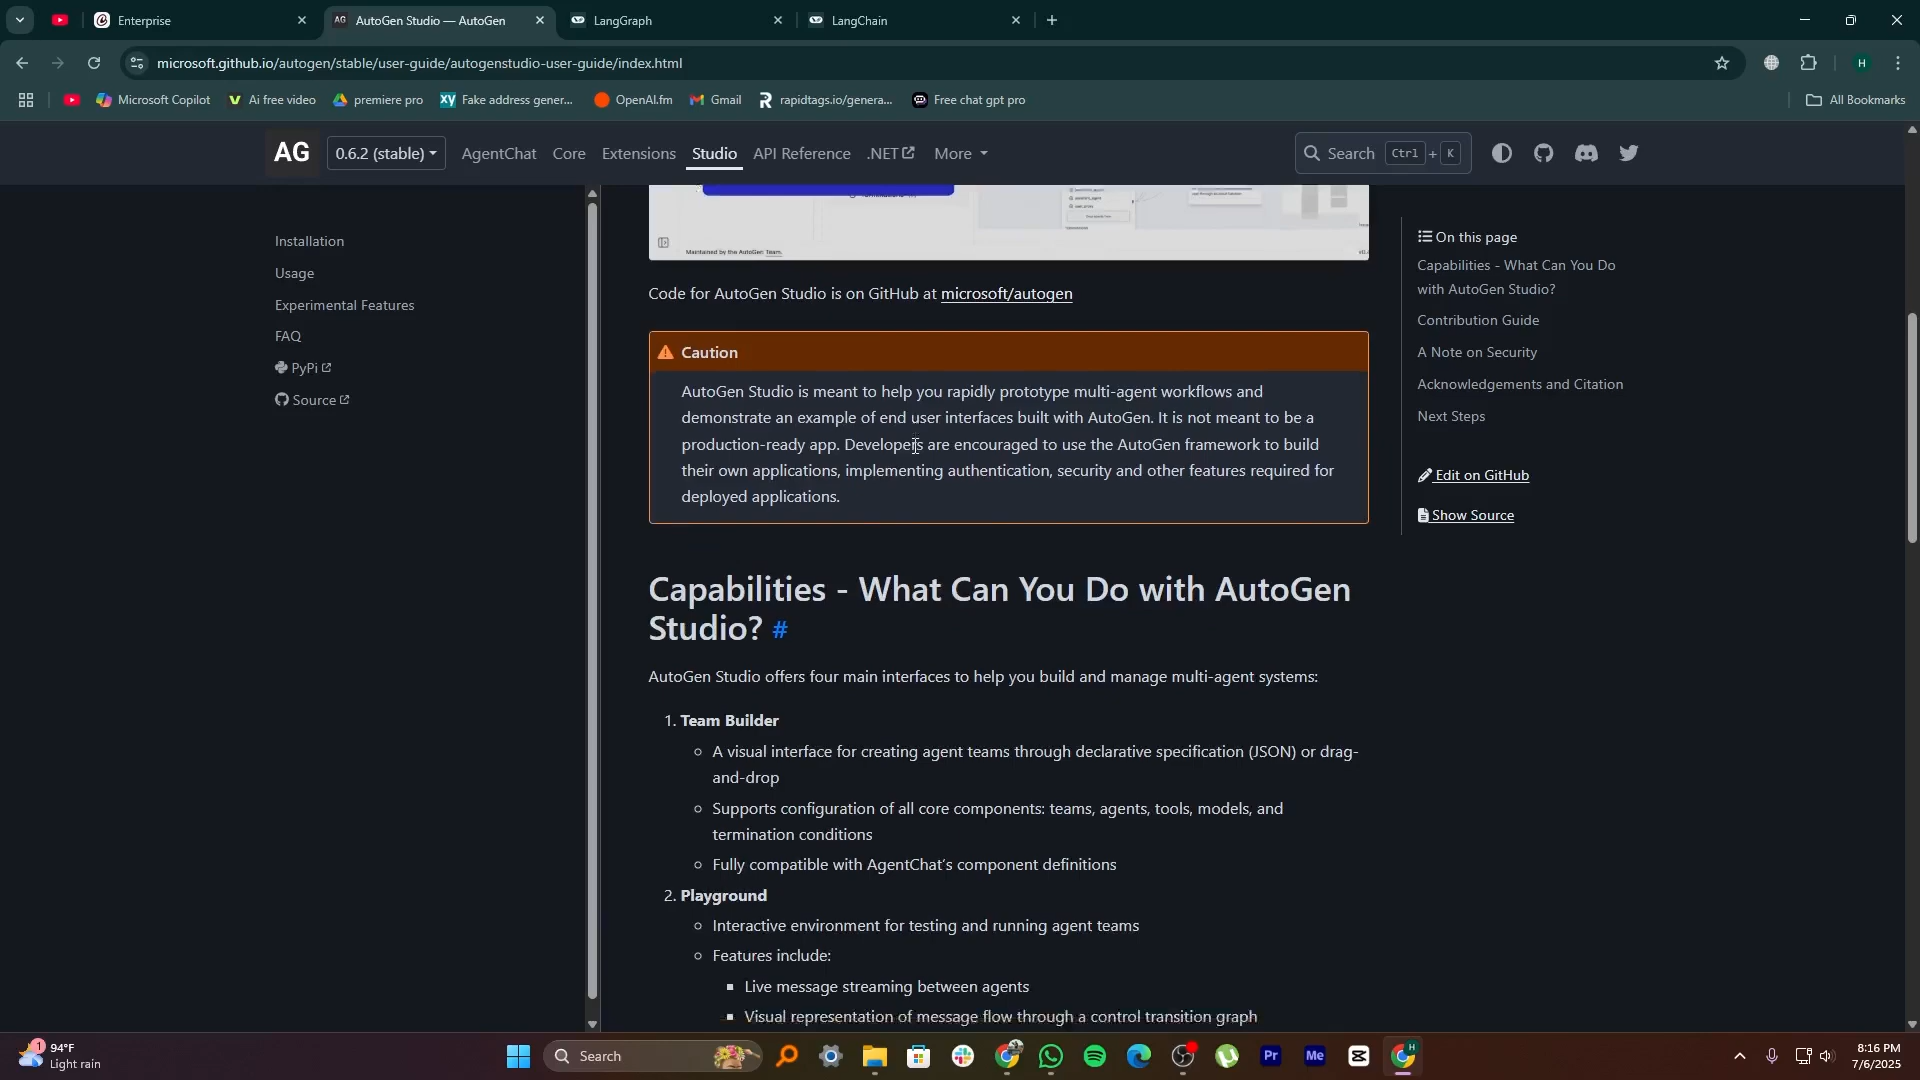 Enterprise
AG AutoGen Studio — AutoGen
LangGraph
LangChain
microsoft.github.io/autogen/stable/user-guide/autogenstudio-user-guide/index.html
H
Microsoft Copilot
Ai free video
premiere pro
XY Fake address gener...
OpenAI.fm
Gmail
rapidtags.io/genera...
Free chat gpt pro
All Bookmarks
AG
0.6.2 (stable)
AgentChat
Core
Extensions
Studio
API Reference
.NET
More
Search Ctrl + K
Installation
Usage
Experimental Features
FAQ
PyPi
Source
Maintained by the AutoGen Team.
Code for AutoGen Studio is on GitHub at microsoft/autogen
Caution
AutoGen Studio is meant to help you rapidly prototype multi-agent workflows and
demonstrate an example of end user interfaces built with AutoGen. It is not meant to be a
production-ready app. Developers are encouraged to use the AutoGen framework to build
their own applications, implementing authentication, security and other features required for
deployed applications.
Capabilities - What Can You Do with AutoGen
Studio? #
AutoGen Studio offers four main interfaces to help you build and manage multi-agent systems:
1. Team Builder
A visual interface for creating agent teams through declarative specification (JSON) or drag-
and-drop
Supports configuration of all core components: teams, agents, tools, models, and
termination conditions
Fully compatible with AgentChat's component definitions
2. Playground
Interactive environment for testing and running agent teams
Features include:
Live message streaming between agents
Visual representation of message flow through a control transition graph
On this page
Capabilities - What Can You Do
with AutoGen Studio?
Contribution Guide
A Note on Security
Acknowledgements and Citation
Next Steps
Edit on GitHub
Show Source
1
94°F
Light rain
Search
Pr
Me
H
8:16 PM
7/6/2025